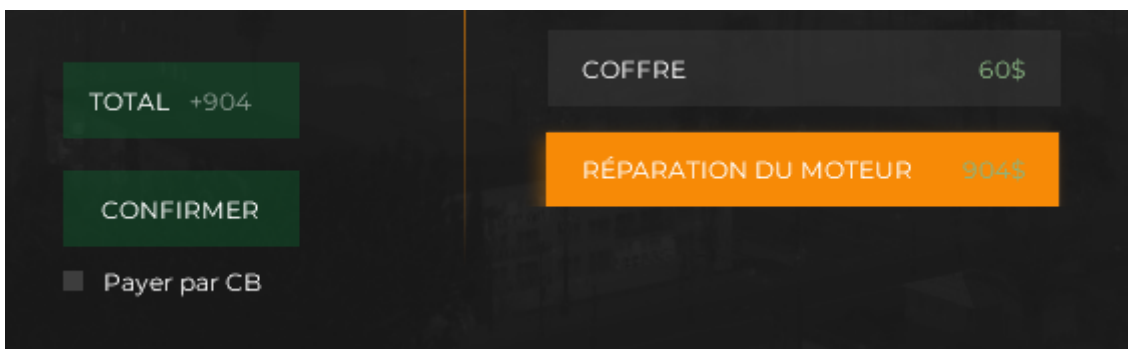 TOTAL +904
CONFIRMER
Payer par CB
COFFRE 60$
RÉPARATION DU MOTEUR 904$